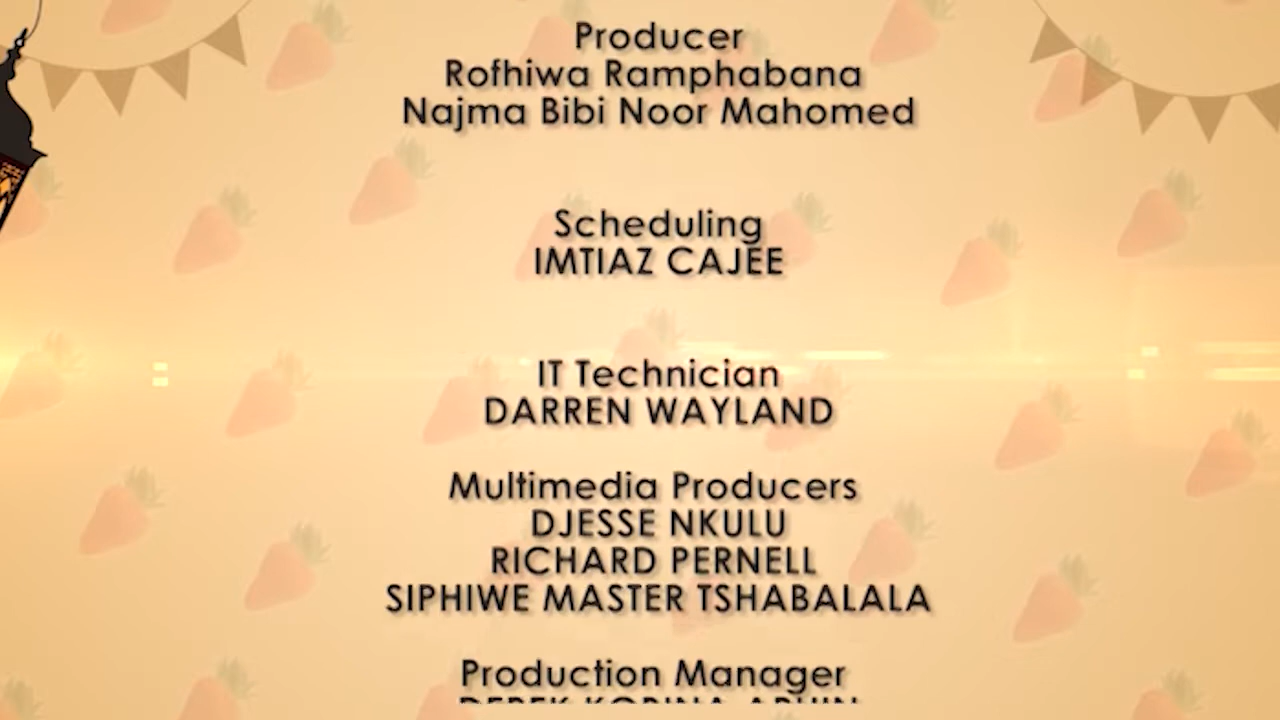 Producer
Rofhiwa Ramphabana
Najma Bibi Noor Mahomed
Scheduling
IMTIAZ CAJEE
IT Technician
DARREN WAYLAND
Multimedia Producers
DJESSE NKULU
RICHARD PERNELL
SIPHIWE MASTER TSHABALALA
Production Manager